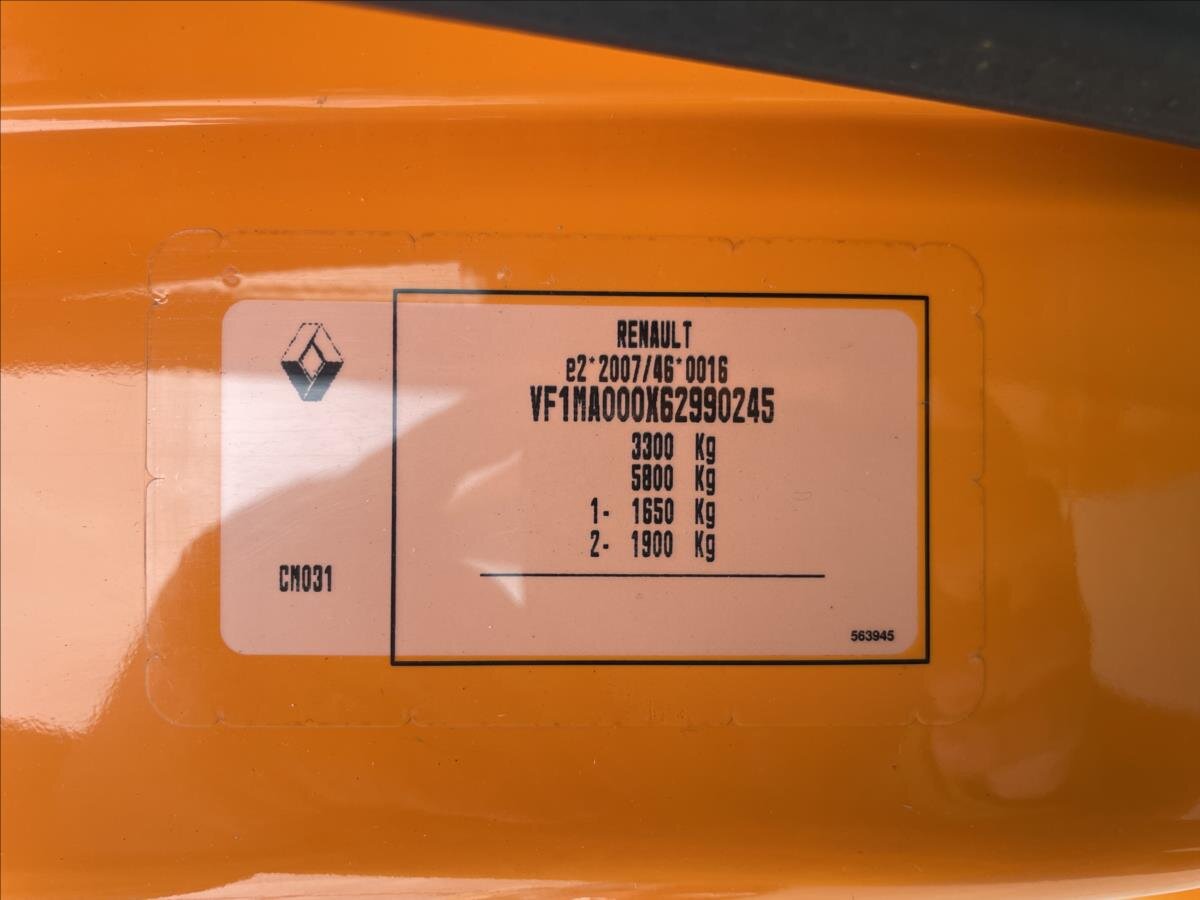 RENAULT
e2*2007/46*0016
VF1MA000X62990245
3300 Kg
5800 Kg
1- 1650 Kg
2- 1900 Kg
CM031
563945